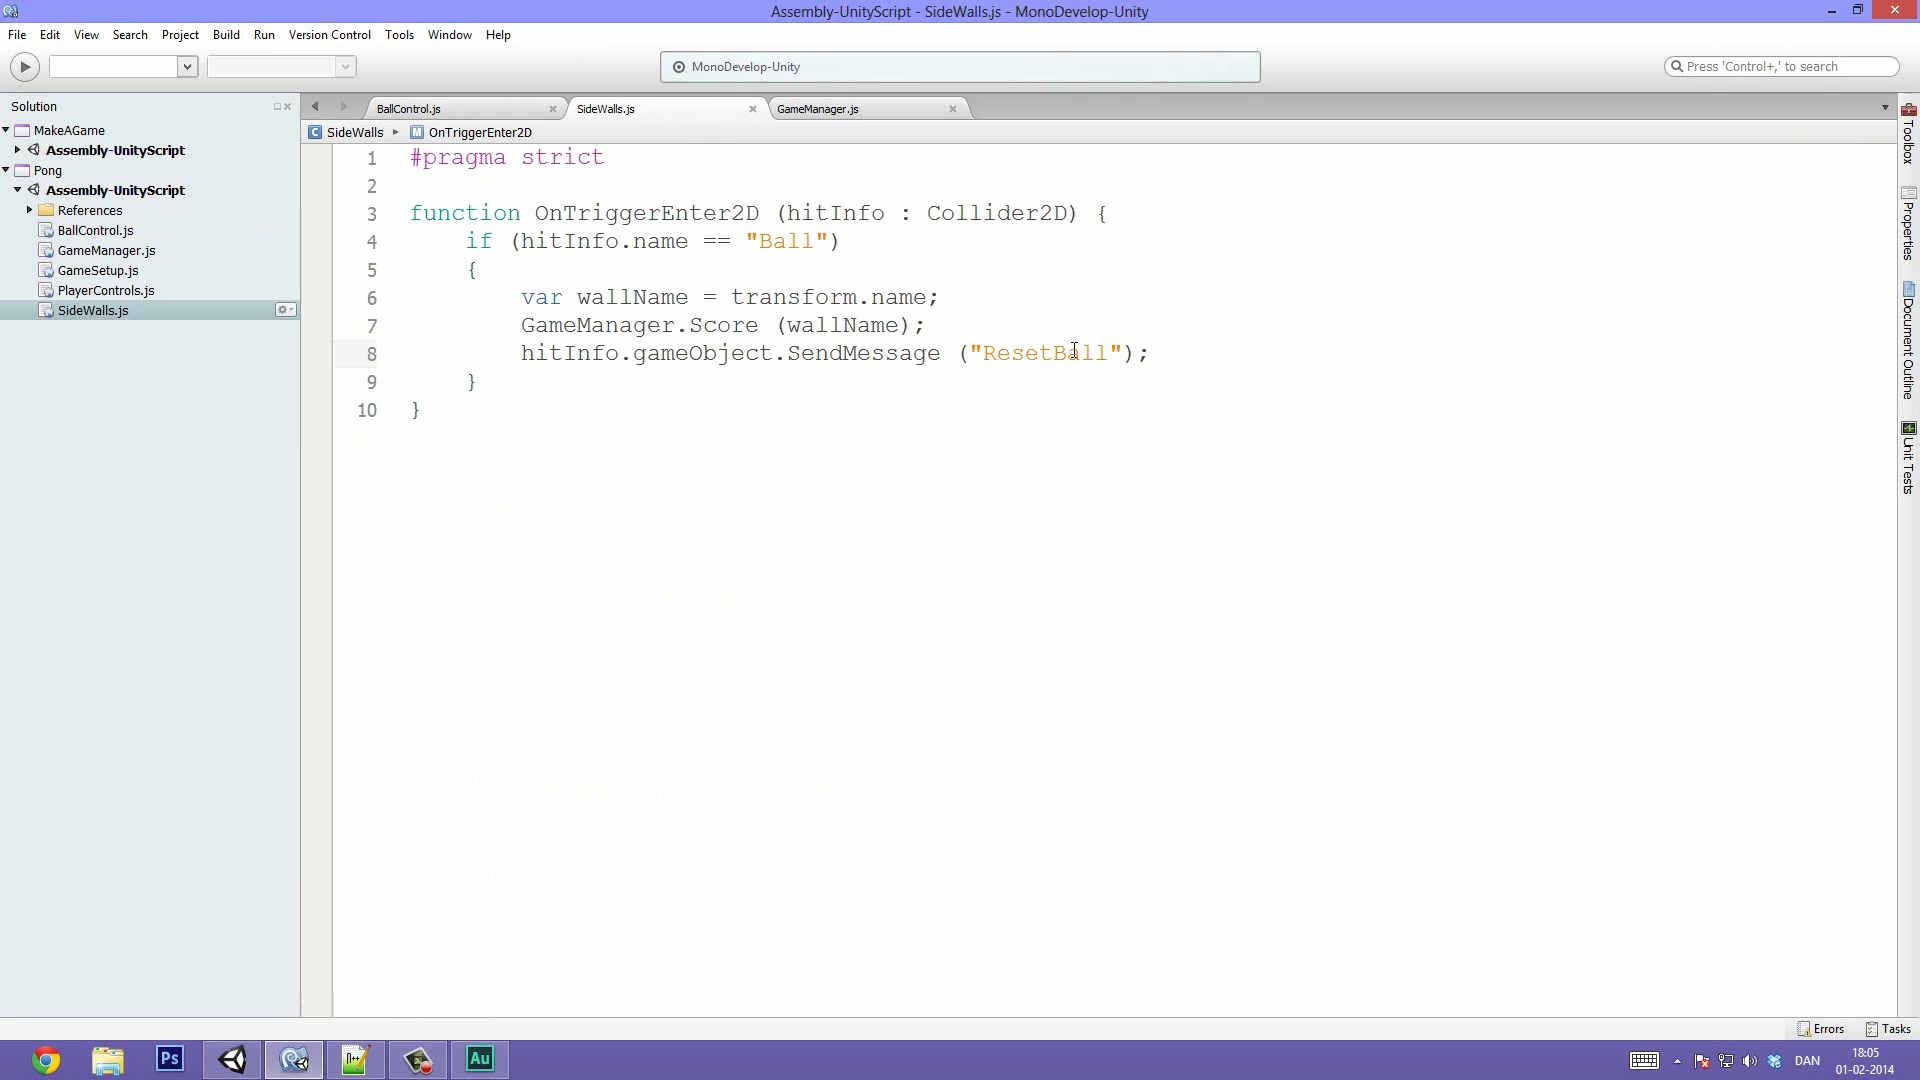 Assembly-UnityScript - SideWalls.js - MonoDevelop-Unity
File Edit View Search Project Build Run Version Control Tools Window Help
MonoDevelop-Unity
Press 'Control+,' to search
Solution
MakeAGame
Assembly-UnityScript
Pong
Assembly-UnityScript
References
BallControl.js
GameManager.js
GameSetup.js
PlayerControls.js
SideWalls.js
BallControl.js SideWalls.js GameManager.js
SideWalls OnTriggerEnter2D
1 #pragma strict
2
3 function OnTriggerEnter2D (hitInfo : Collider2D) {
4 if (hitInfo.name == "Ball")
5 {
6 var wallName = transform.name;
7 GameManager.Score (wallName);
8 hitInfo.gameObject.SendMessage ("ResetBall");
9 }
10 }
Toolbox
Properties
Document Outline
Unit Tests
Errors Tasks
Ps
n++
Au
DAN
18:05
01-02-2014